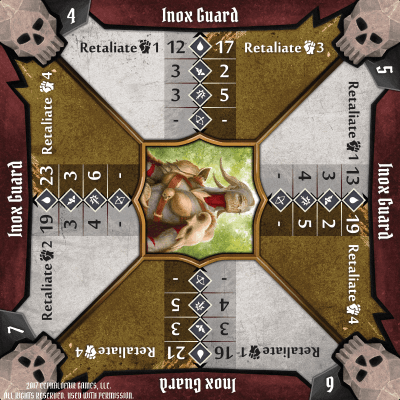 4
Inox Guard
Retaliate 1 12 17 Retaliate 3
3 2
3 5
- -
5
Inox Guard
Retaliate 1 13 19 Retaliate 4
3 2
4 5
- -
6
Inox Guard
Retaliate 1 16 21 Retaliate 4
3 3
4 5
- -
7
Inox Guard
Retaliate 2 19 23 Retaliate 4
3 3
4 6
- -
2017 CEPHALOFAIR GAMES, LLC.
ALL RIGHTS RESERVED. USED WITH PERMISSION.